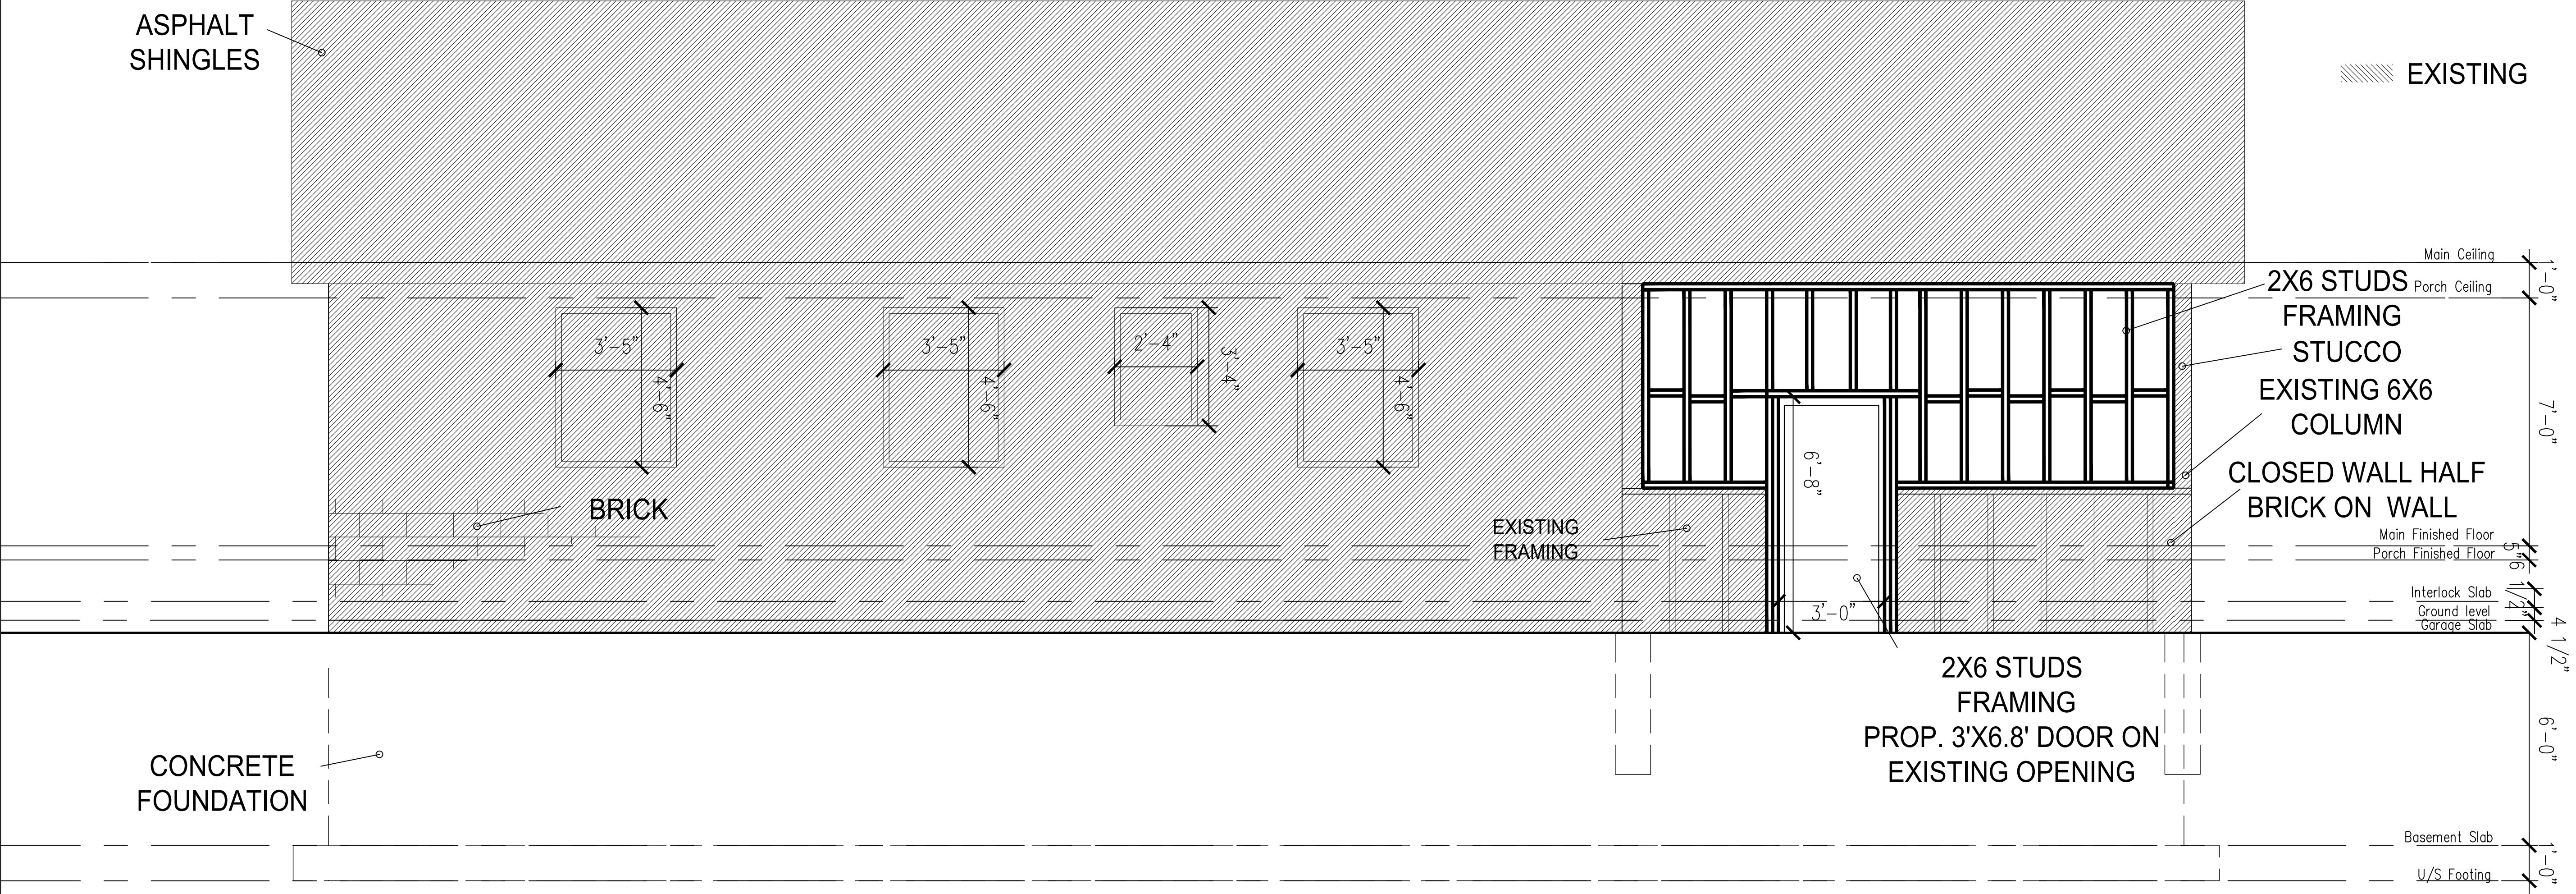 ASPHALT
SHINGLES
EXISTING
Main Ceiling
1'-0"
2X6 STUDS
FRAMING
Porch Ceiling
STUCCO
EXISTING 6X6
COLUMN
7'-0"
CLOSED WALL HALF
BRICK ON WALL
3'-5"
4'-6"
3'-5"
4'-6"
2'-4"
3'-4"
3'-5"
4'-6"
6'-8"
BRICK
EXISTING
FRAMING
Main Finished Floor
5"
Porch Finished Floor
6 1/2"
Interlock Slab
Ground level
Garage Slab
4 1/2"
3'-0"
2X6 STUDS
FRAMING
PROP. 3'X6.8' DOOR ON
EXISTING OPENING
6'-0"
CONCRETE
FOUNDATION
Basement Slab
1'-0"
U/S Footing